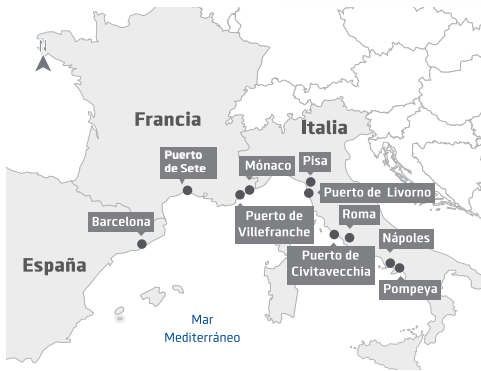 N
Francia
Italia
Puerto
de Sete
Mónaco
Pisa
Puerto de Livorno
Barcelona
Puerto de
Villefranche
Roma
Nápoles
España
Puerto de
Civitavecchia
Pompeya
Mar
Mediterráneo